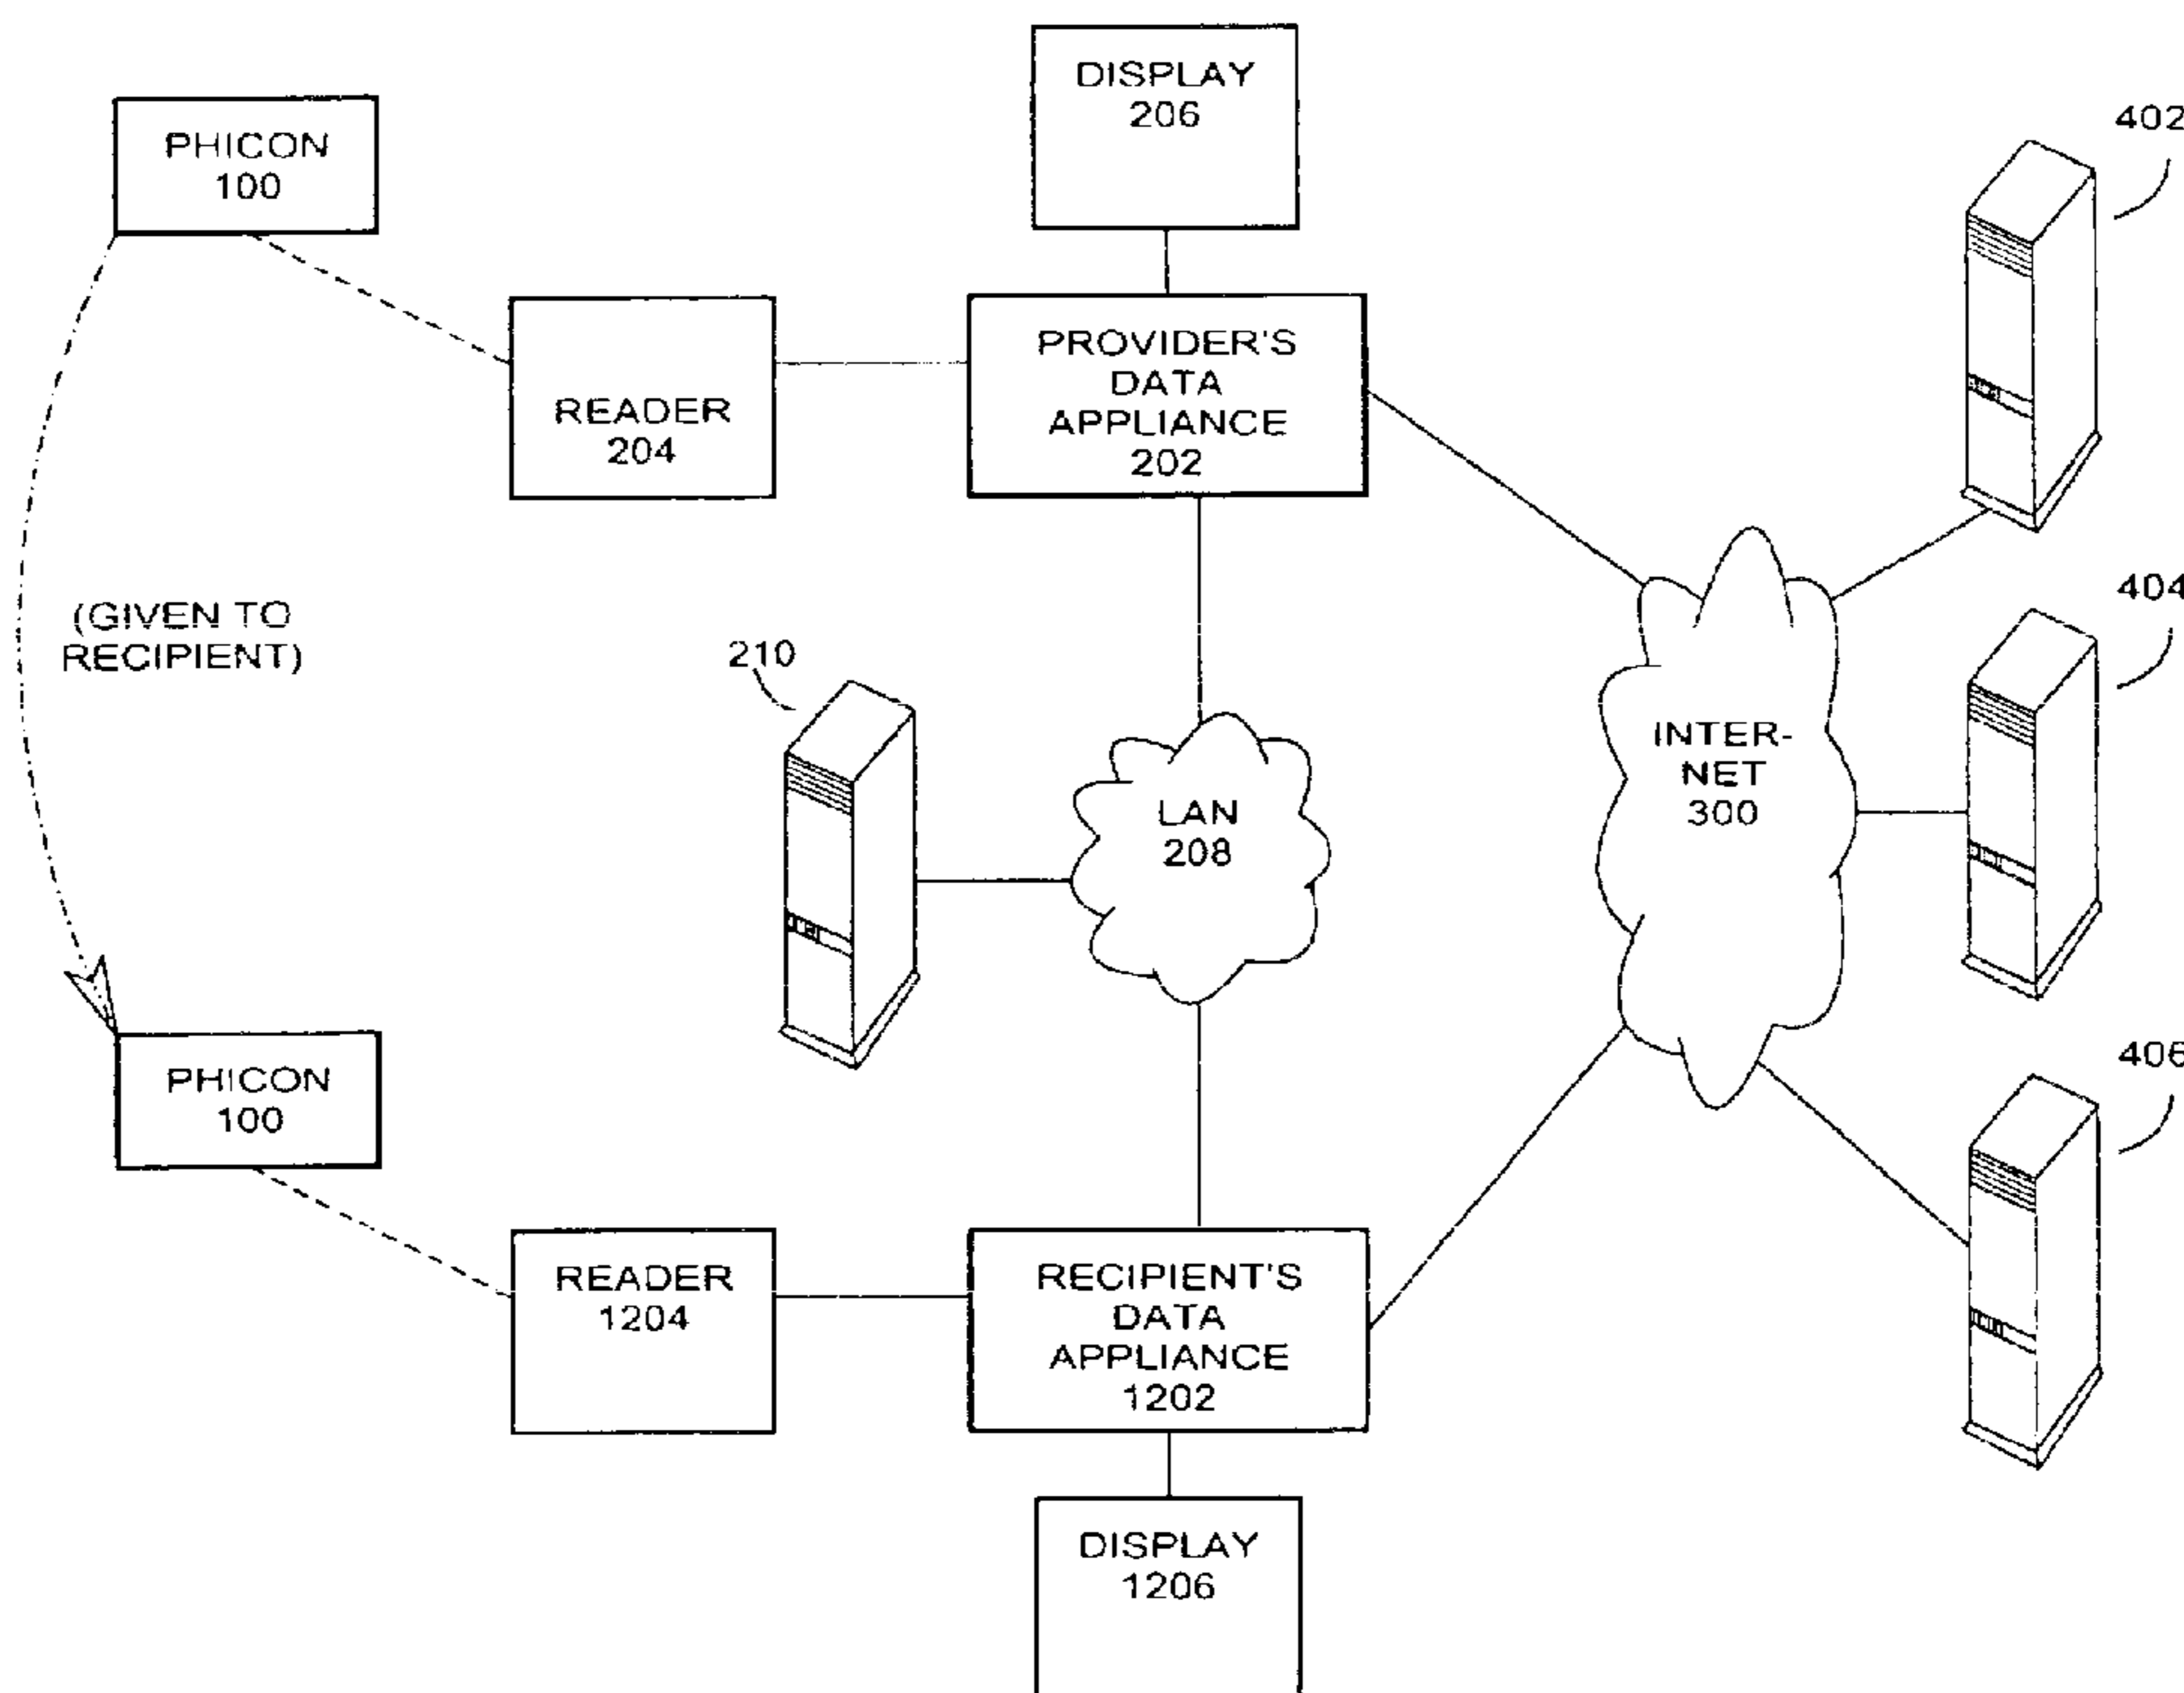 DISPLAY
206
PHICON
100
402
PROVIDER'S
DATA
APPLIANCE
202
READER
204
404
(GIVEN TO
RECIPIENT)
210
INTER-
NET
300
LAN
208
406
PHICON
100
READER
1204
RECIPIENT'S
DATA
APPLIANCE
1202
DISPLAY
1206